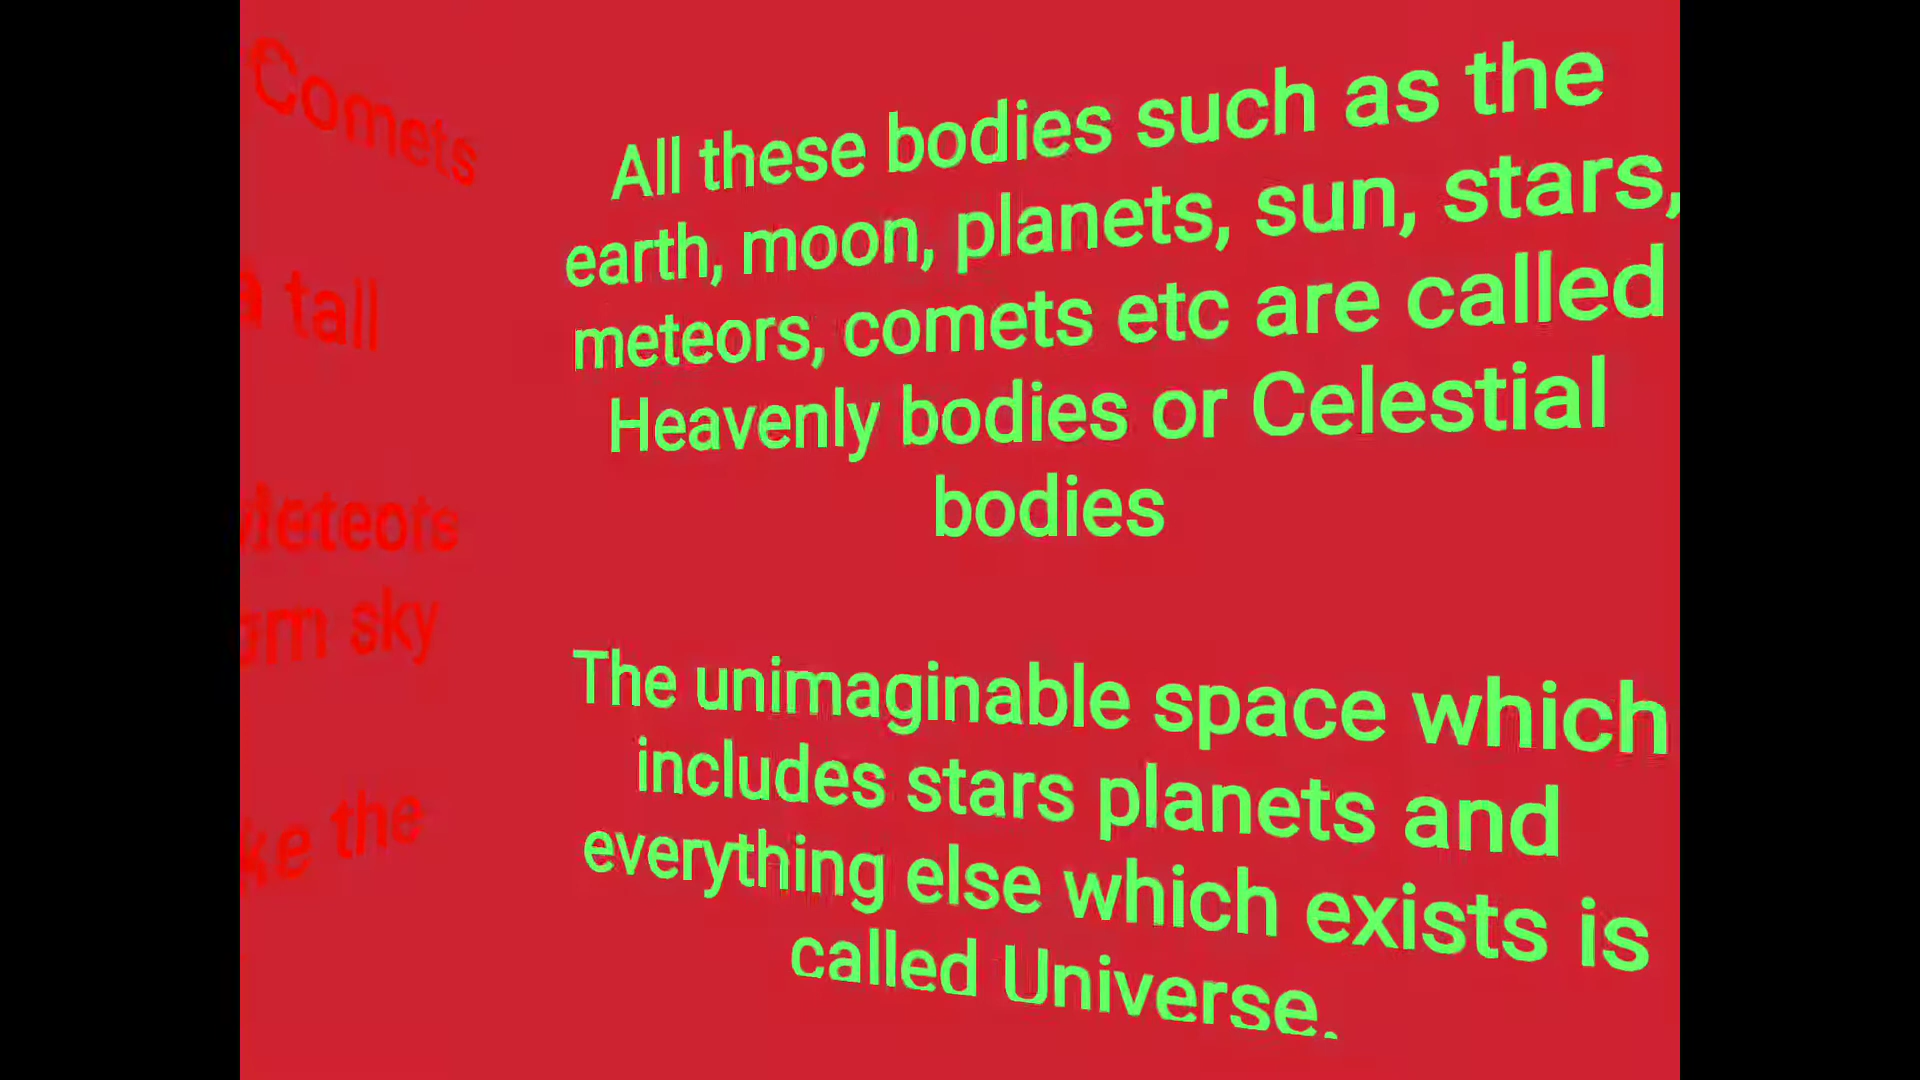 Comets
tall
Meteors
sky
the
All these bodies such as the
earth, moon, planets, sun, stars,
meteors, comets etc are called
Heavenly bodies or Celestial
bodies
The unimaginable space which
includes stars planets and
everything else which exists is
called Universe.